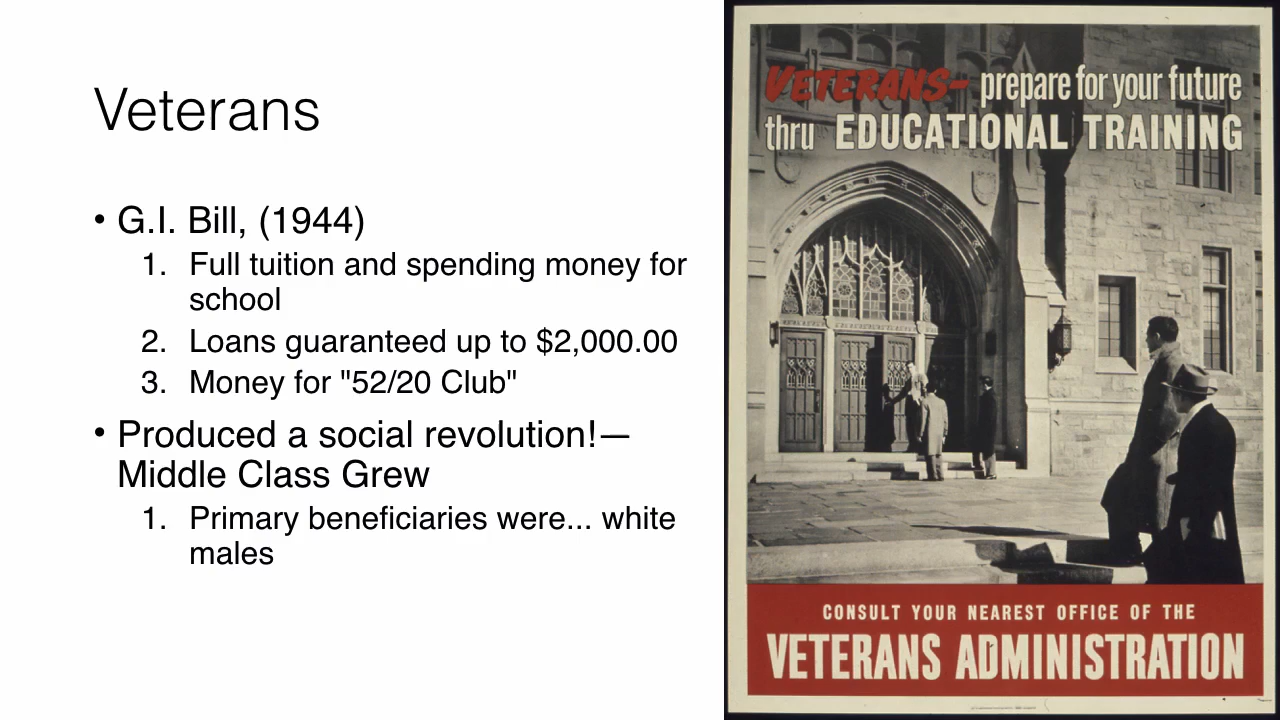 Veterans
• G.I. Bill, (1944)
1. Full tuition and spending money for
school
2. Loans guaranteed up to $2,000.00
3. Money for "52/20 Club"
• Produced a social revolution!—
Middle Class Grew
1. Primary beneficiaries were... white
males
VETERANS- prepare for your future
thru EDUCATIONAL TRAINING
CONSULT YOUR NEAREST OFFICE OF THE
VETERANS ADMINISTRATION